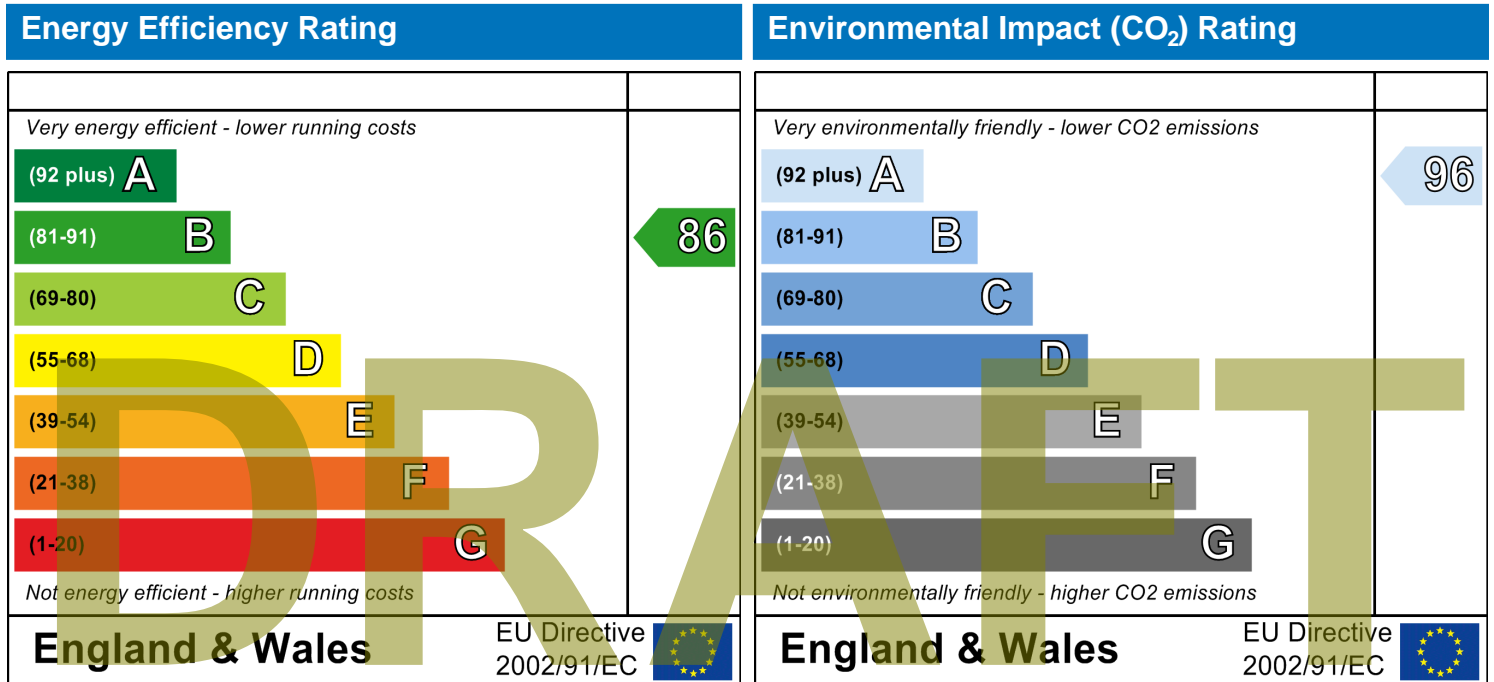 Energy Efficiency Rating
Very energy efficient - lower running costs
(92 plus) A
(81-91) B
(69-80) C
(55-68) D
(39-54) E
(21-38) F
(1-20) G
86
Not energy efficient - higher running costs
England & Wales
EU Directive
2002/91/EC
Environmental Impact (CO₂) Rating
Very environmentally friendly - lower CO2 emissions
(92 plus) A
(81-91) B
(69-80) C
(55-68) D
(39-54) E
(21-38) F
(1-20) G
96
Not environmentally friendly - higher CO2 emissions
England & Wales
EU Directive
2002/91/EC
DRAFT